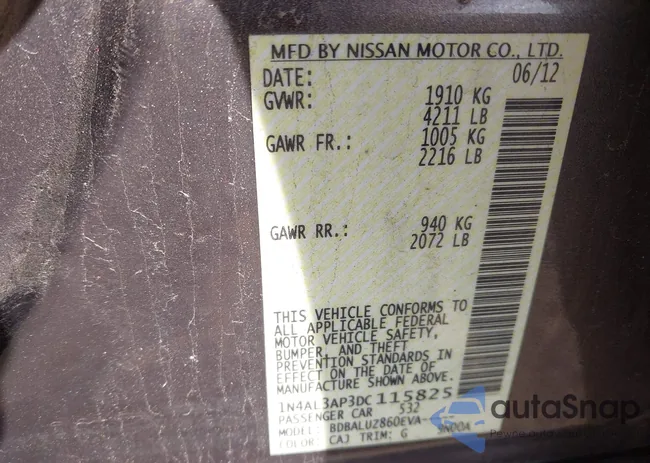 MFD BY NISSAN MOTOR CO., LTD.
DATE: 06/12
GVWR: 1910 KG
4211 LB
GAWR FR.: 1005 KG
2216 LB
GAWR RR.: 940 KG
2072 LB
THIS VEHICLE CONFORMS TO
ALL APPLICABLE FEDERAL
MOTOR VEHICLE SAFETY,
BUMPER, AND THEFT
PREVENTION STANDARDS IN
EFFECT ON THE DATE OF
MANUFACTURE SHOWN ABOVE.
1N4AL3AP3DC115825
PASSENGER CAR 532
MODEL: BDBALUZ860EVA----
COLOR: CAJ TRIM: G
autoSnap